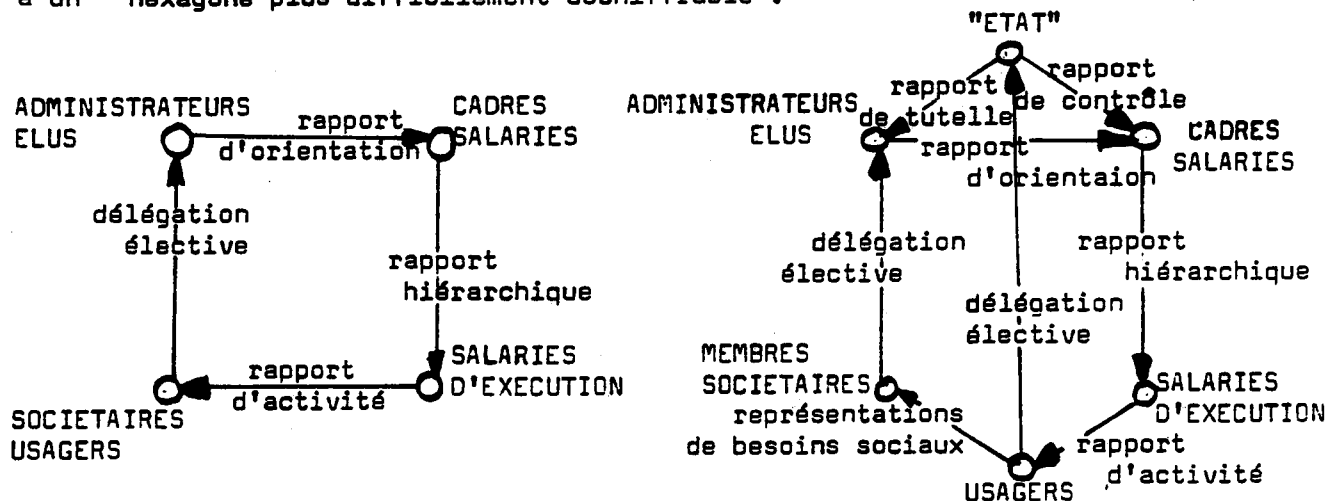 à un " hexagone plus difficilement déchiffrable".
ADMINISTRATEURS
ELUS
rapport
d'orientation
CADRES
SALARIES
délégation
élective
rapport
hiérarchique
SOCIETAIRES
USAGERS
rapport
d'activité
SALARIES
D'EXECUTION
"ETAT"
ADMINISTRATEURS
ELUS
rapport
de tutelle
rapport
de contrôle
CADRES
SALARIES
rapport
d'orientaion
délégation
élective
délégation
élective
rapport
hiérarchique
MEMBRES
SOCIETAIRES
représentations
de besoins sociaux
SALARIES
D'EXECUTION
rapport
d'activité
USAGERS